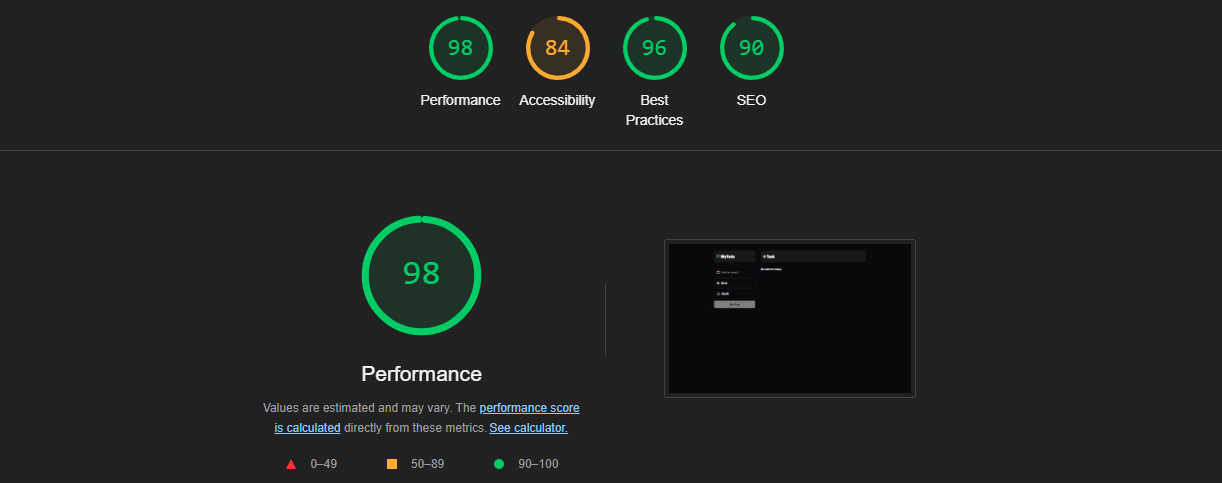 98
84
96
90
Performance
Accessibility
Best
Practices
SEO
98
Performance
Values are estimated and may vary. The performance score
is calculated directly from these metrics. See calculator.
0–49
50–89
90–100
Task